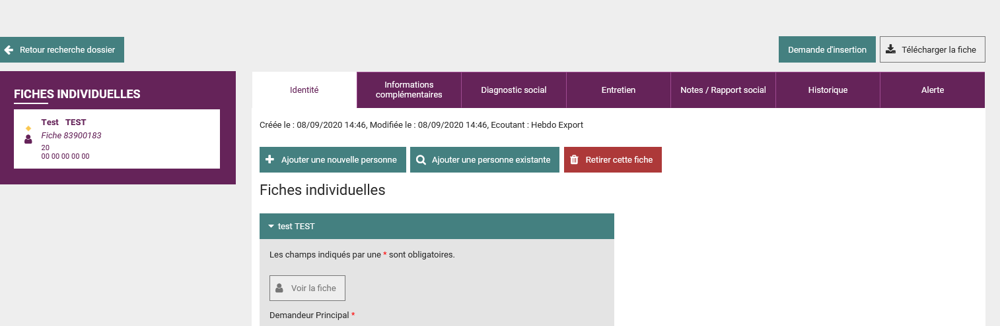 Retour recherche dossier
Demande d'insertion
Télécharger la fiche
FICHES INDIVIDUELLES
Test TEST
Fiche 83900183
20
00 00 00 00 00
Identité
Informations
complémentaires
Diagnostic social
Entretien
Notes / Rapport social
Historique
Alerte
Créée le : 08/09/2020 14:46, Modifiée le : 08/09/2020 14:46, Ecoutant : Hebdo Export
Ajouter une nouvelle personne
Ajouter une personne existante
Retirer cette fiche
Fiches individuelles
test TEST
Les champs indiqués par une * sont obligatoires.
Voir la fiche
Demandeur Principal *